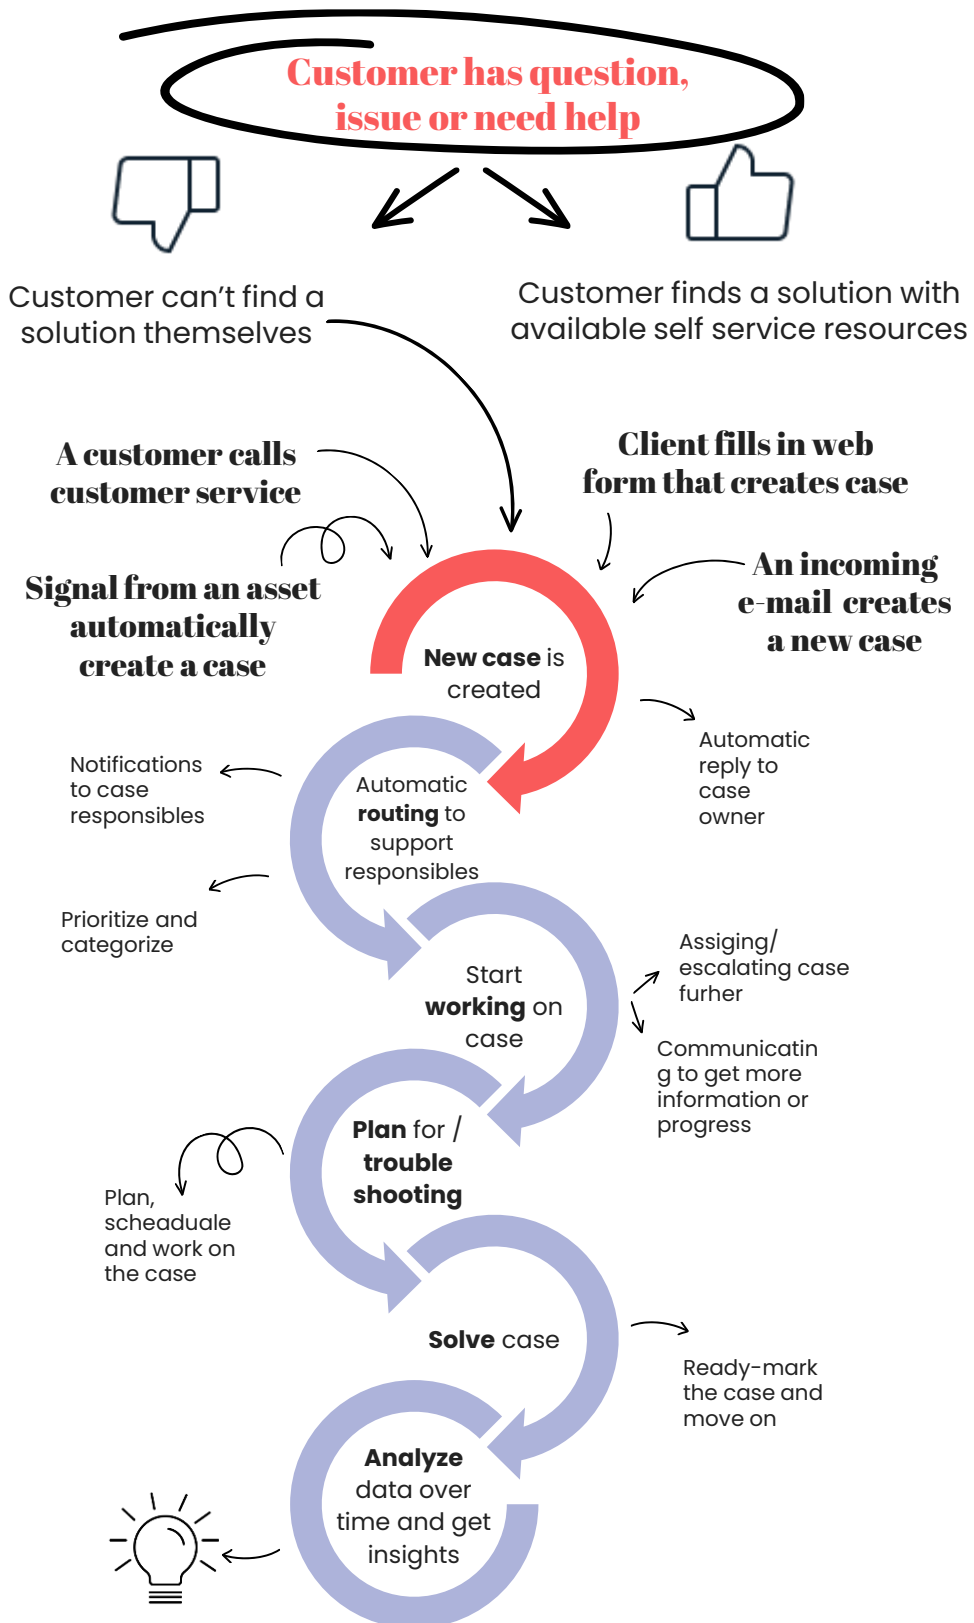 Customer has question,
issue or need help
Customer can't find a
solution themselves
Customer finds a solution with
available self service resources
A customer calls
customer service
Client fills in web
form that creates case
Signal from an asset
automatically
create a case
An incoming
e-mail creates
a new case
New case is
created
Automatic
reply to
case
owner
Notifications
to case
responsibles
Automatic
routing to
support
responsibles
Prioritize and
categorize
Start
working on
case
Assiging/
escalating case
furher
Communicatin
g to get more
information or
progress
Plan for /
trouble
shooting
Plan,
scheaduale
and work on
the case
Solve case
Ready-mark
the case and
move on
Analyze
data over
time and get
insights